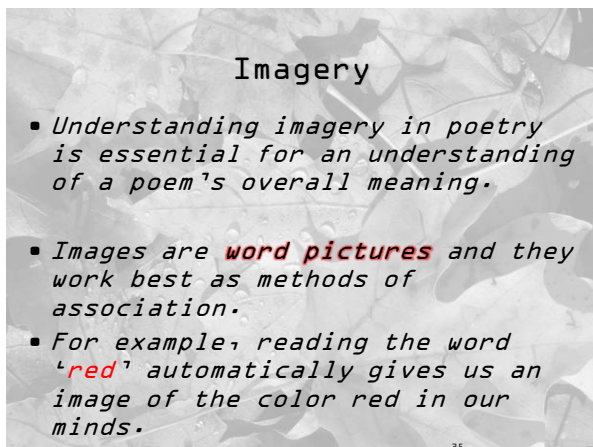 Imagery
• Understanding imagery in poetry
is essential for an understanding
of a poem's overall meaning.
• Images are word pictures and they
work best as methods of
association.
• For example, reading the word
‘red’ automatically gives us an
image of the color red in our
minds.
35